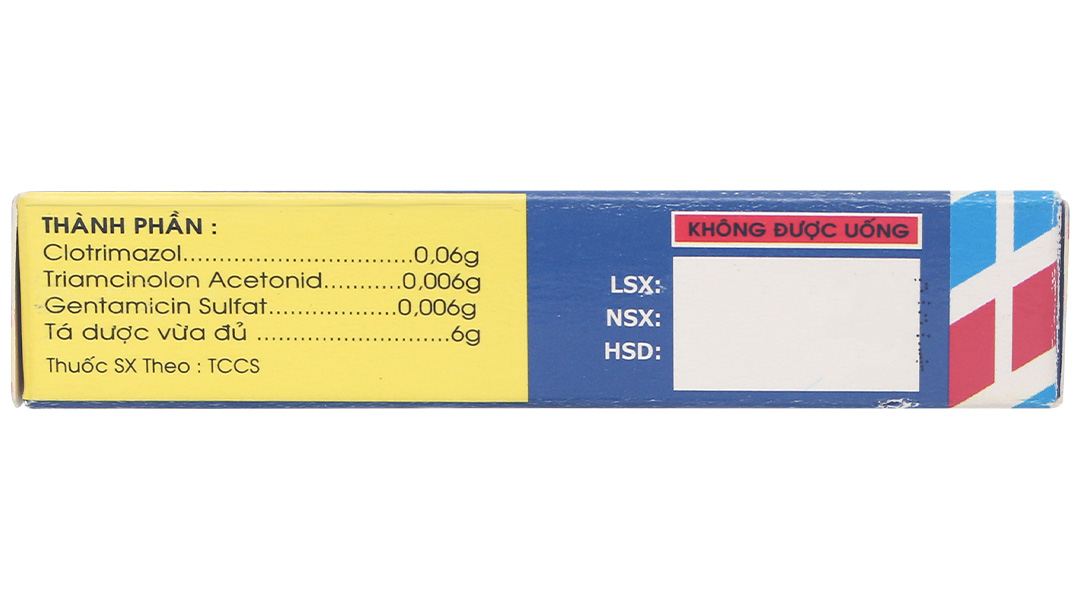 THÀNH PHẦN :
Clotrimazol................................0,06g
Triamcinolon Acetonid...........0,006g
Gentamicin Sulfat..................0,006g
Tá dược vừa đủ ...........................6g
Thuốc SX Theo : TCCS
KHÔNG ĐƯỢC UỐNG
LSX:
NSX:
HSD: